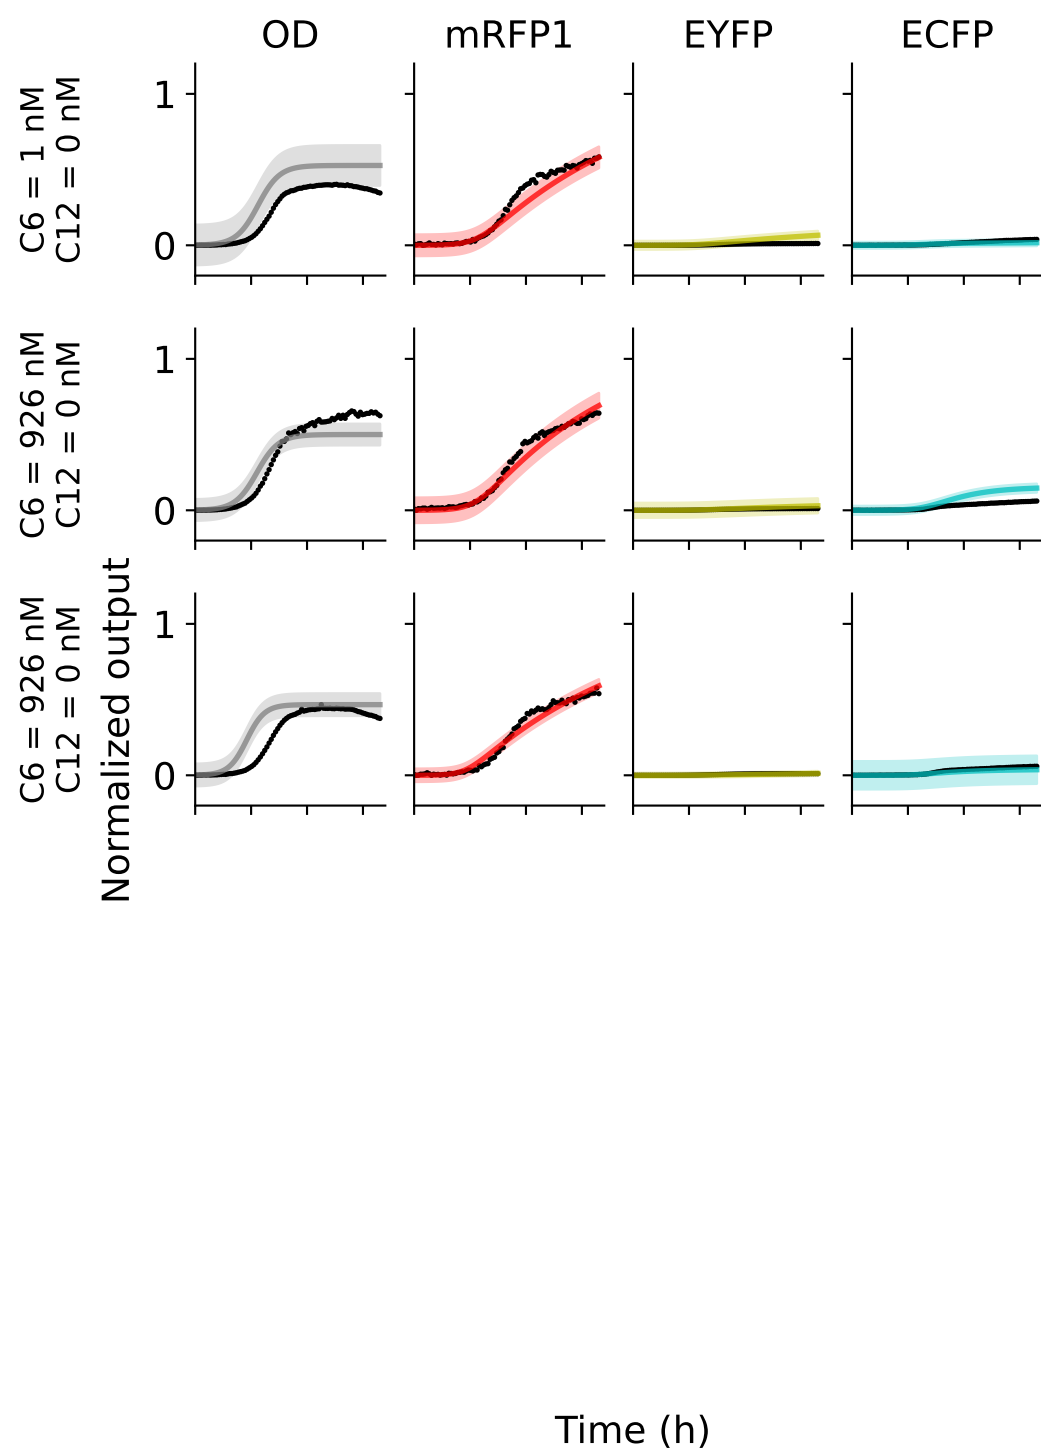 OD mRFP1 EYFP ECFP
C6 = 1 nM
C12 = 0 nM
1
0
C6 = 926 nM
C12 = 0 nM
1
0
C6 = 926 nM
C12 = 0 nM
1
0
Normalized output
Time (h)